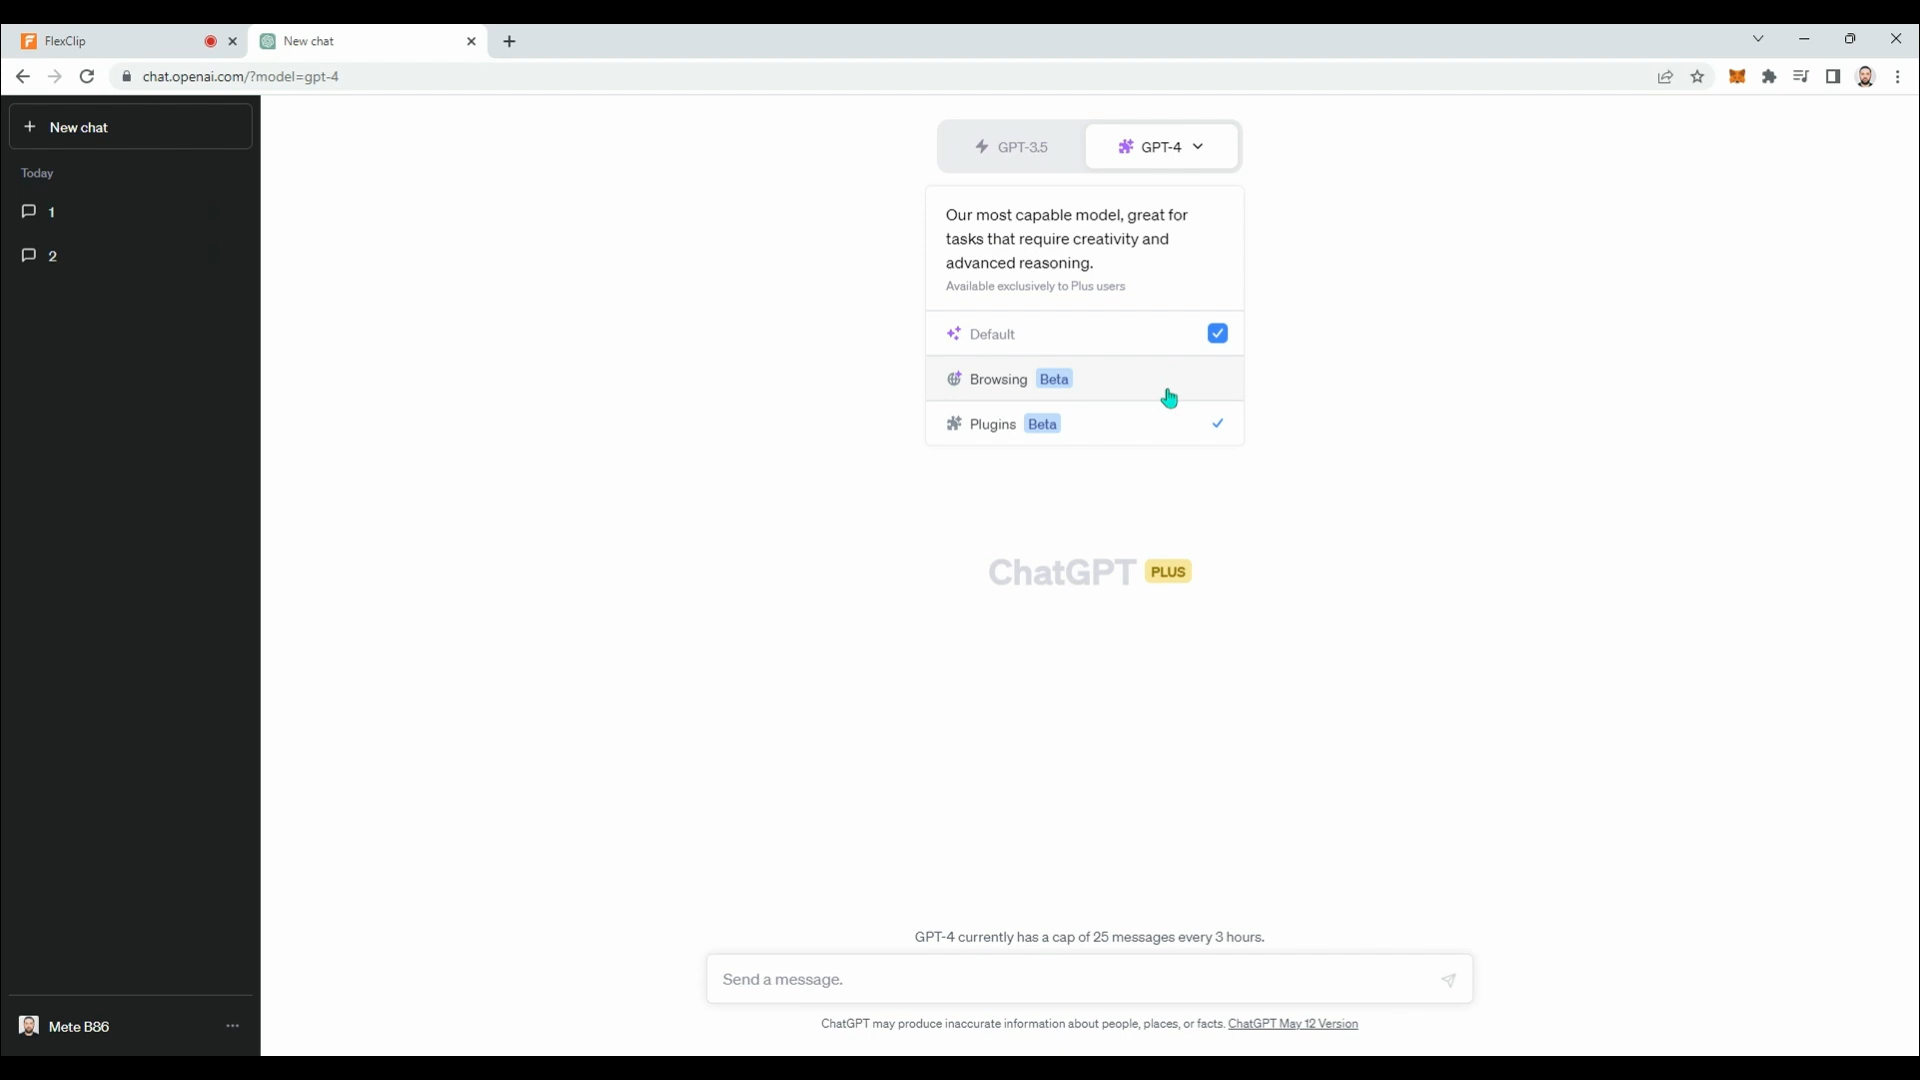 FlexClip
New chat
chat.openai.com/?model=gpt-4
New chat
Today
1
2
GPT-3.5
GPT-4
Our most capable model, great for
tasks that require creativity and
advanced reasoning.
Available exclusively to Plus users
Default
Browsing Beta
Plugins Beta
ChatGPT PLUS
GPT-4 currently has a cap of 25 messages every 3 hours.
Send a message.
Mete B86
ChatGPT may produce inaccurate information about people, places, or facts. ChatGPT May 12 Version